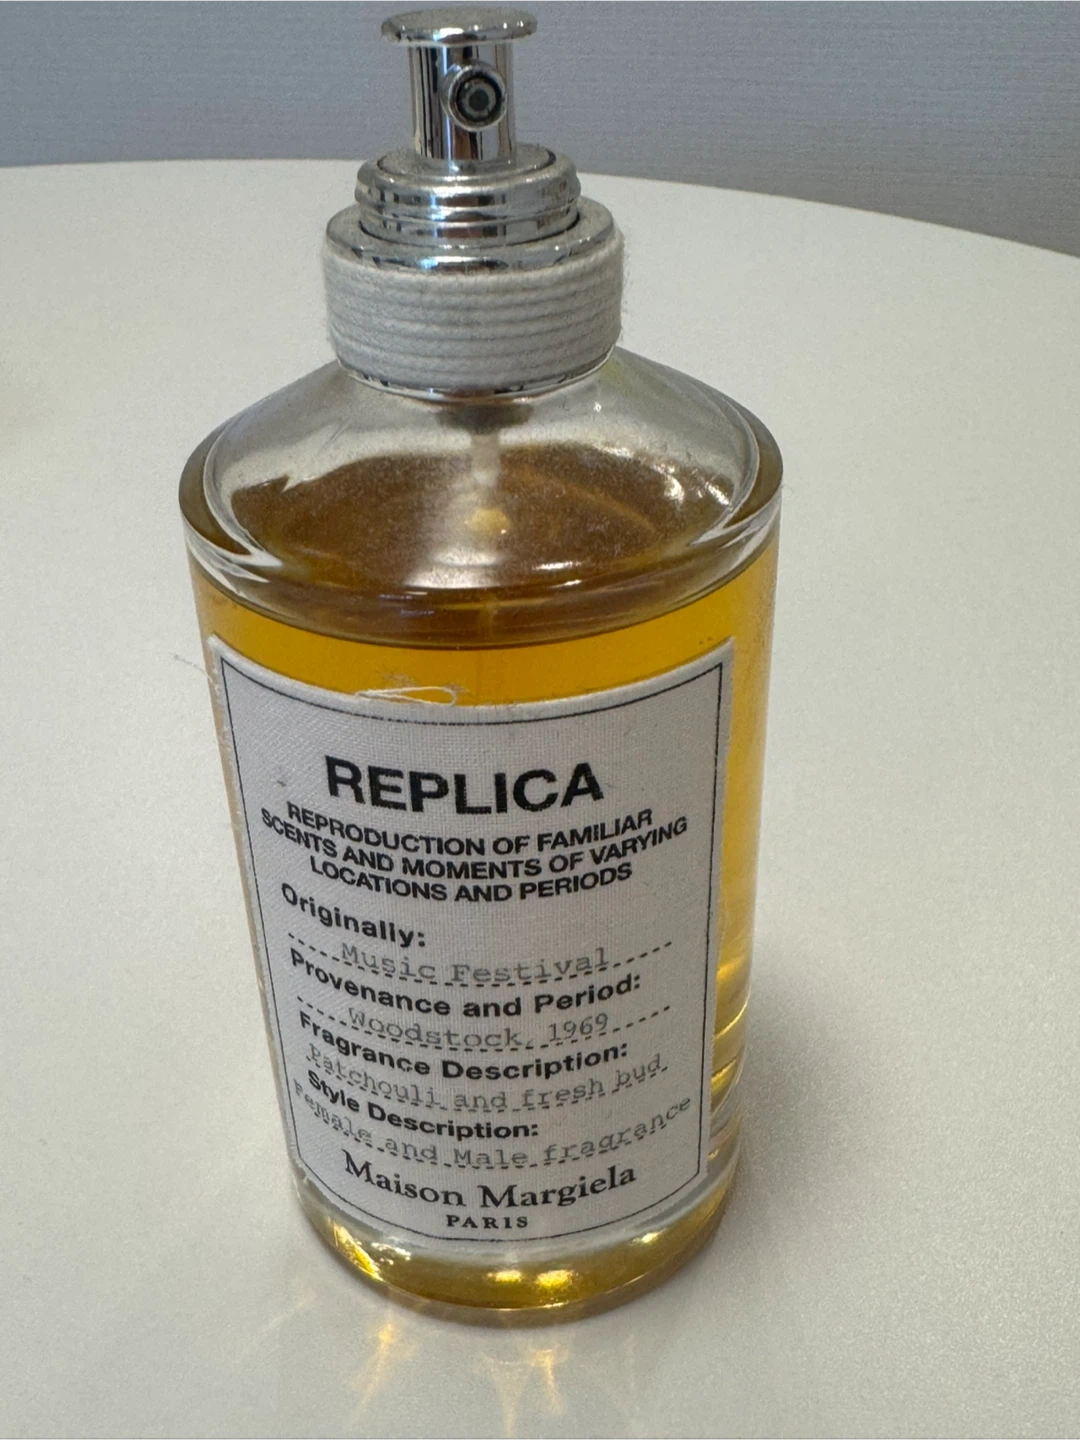 REPLICA
REPRODUCTION OF FAMILIAR
SCENTS AND MOMENTS OF VARYING
LOCATIONS AND PERIODS
Originally:
Music Festival
Provenance and Period:
Woodstock, 1969
Fragrance Description:
Patchouli and fresh bud
Style Description:
Female and Male fragrance
Maison Margiela
PARIS